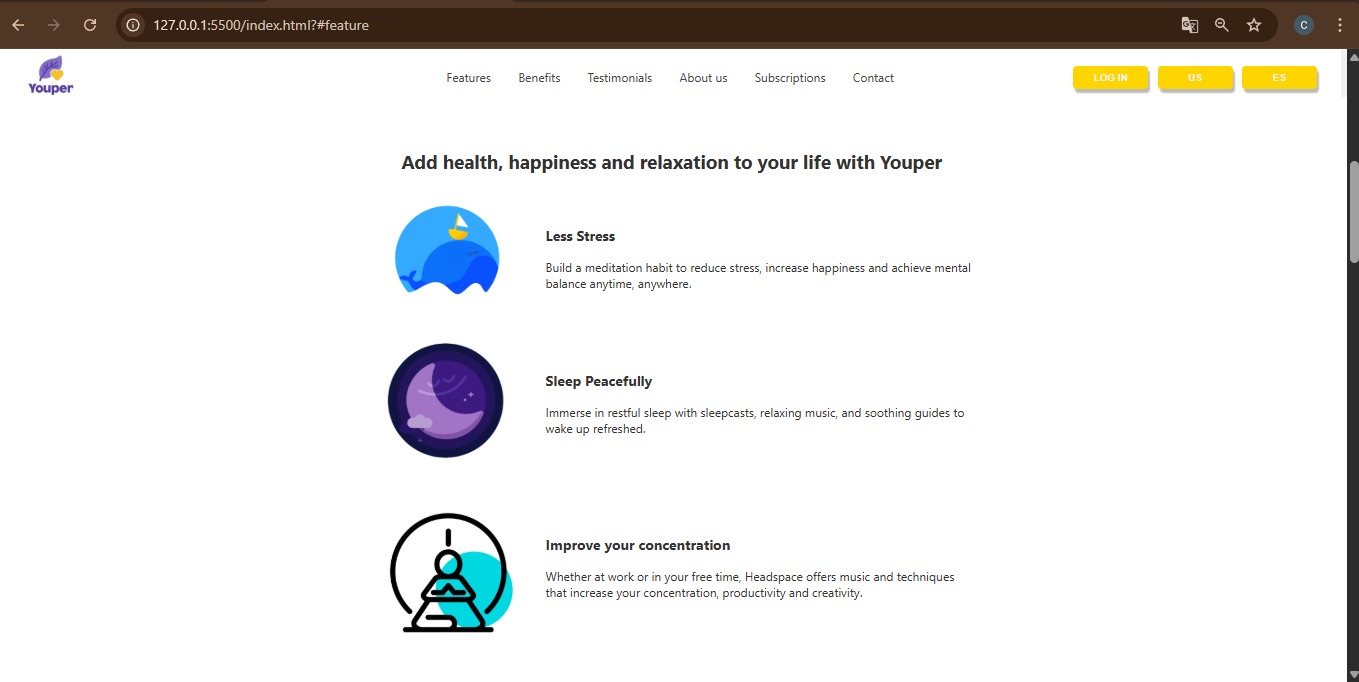 127.0.0.1:5500/index.html?#feature
C
Youper
Features Benefits Testimonials About us Subscriptions Contact
LOG IN US ES
Add health, happiness and relaxation to your life with Youper
Less Stress
Build a meditation habit to reduce stress, increase happiness and achieve mental
balance anytime, anywhere.
Sleep Peacefully
Immerse in restful sleep with sleepcasts, relaxing music, and soothing guides to
wake up refreshed.
Improve your concentration
Whether at work or in your free time, Headspace offers music and techniques
that increase your concentration, productivity and creativity.